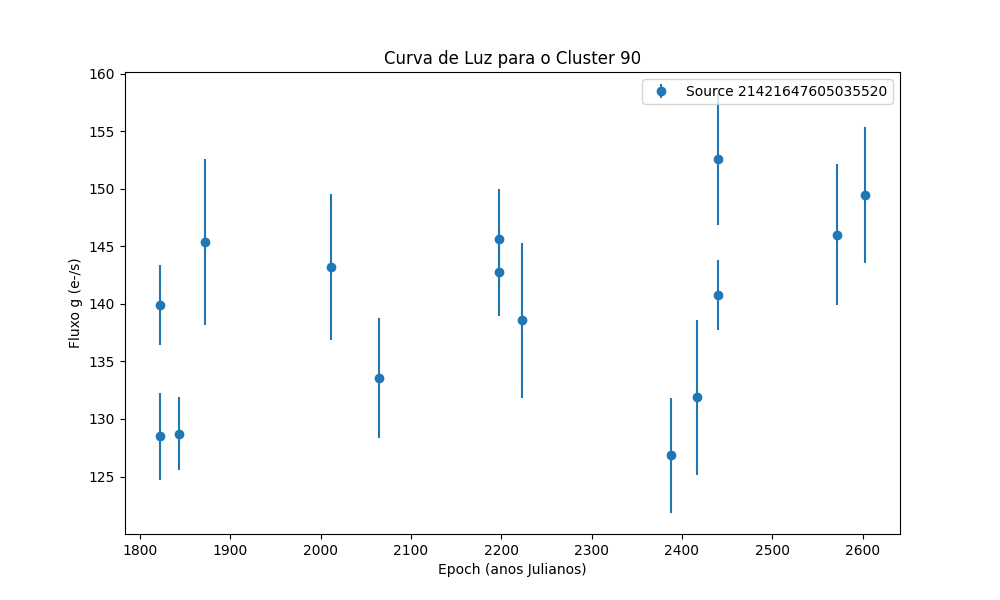 Curva de Luz para o Cluster 90
Source 21421647605035520
Fluxo g (e-/s)
160
155
150
145
140
135
130
125
1800 1900 2000 2100 2200 2300 2400 2500 2600
Epoch (anos Julianos)